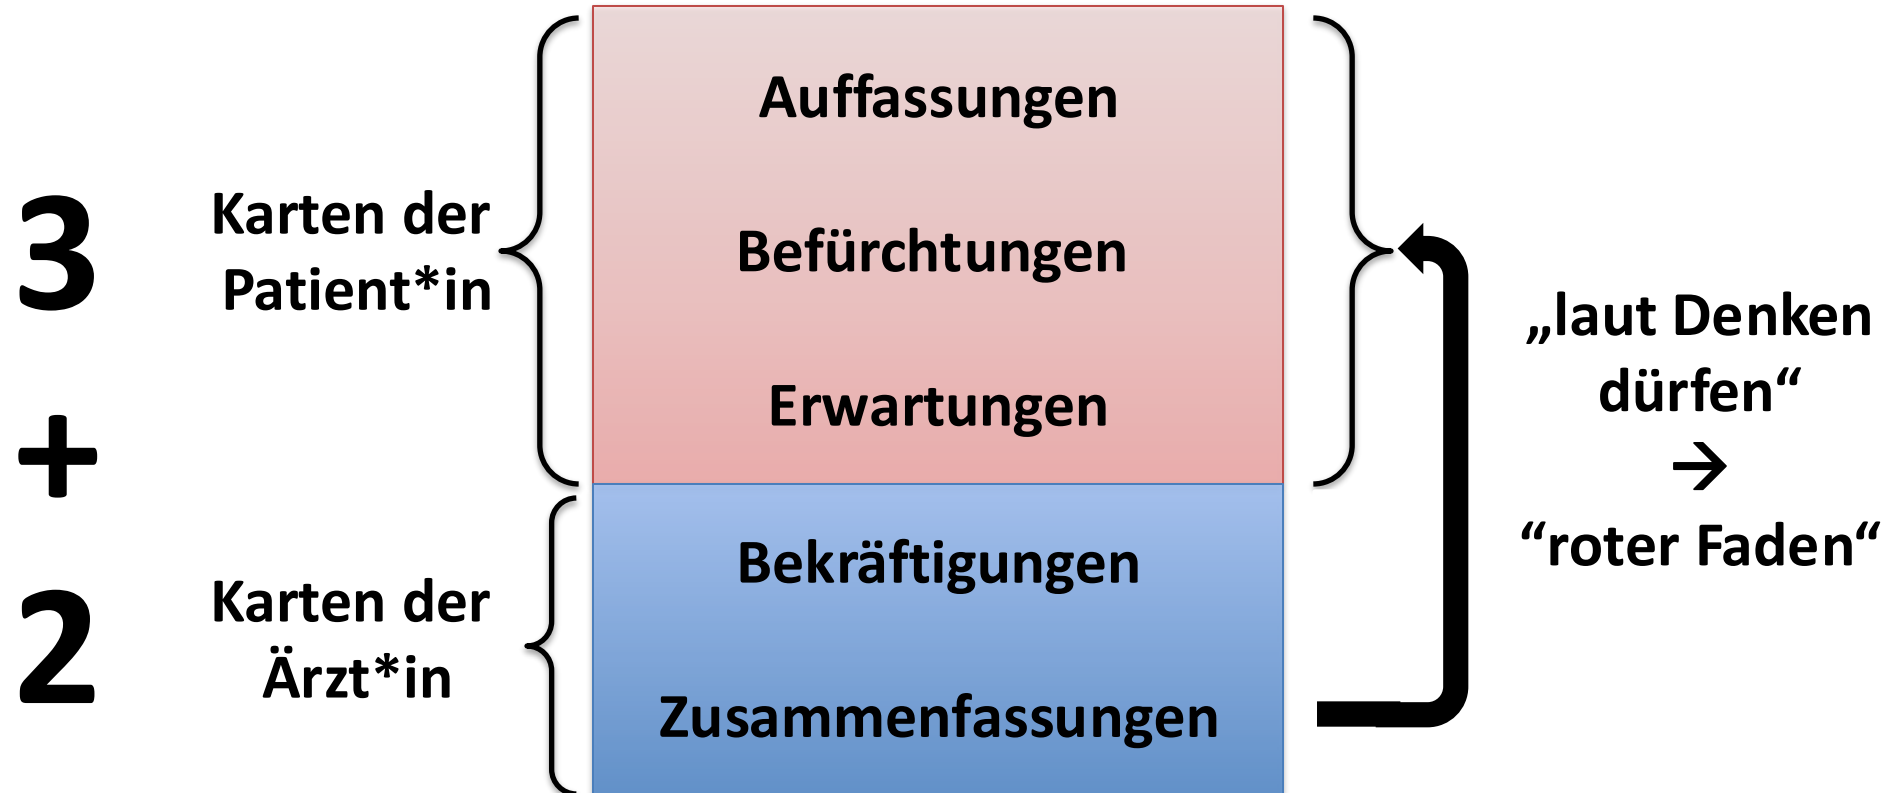 3
Karten der
Patient*in
+
2
Karten der
Ärzt*in
Auffassungen
Befürchtungen
Erwartungen
Bekräftigungen
Zusammenfassungen
„laut Denken
dürfen“
→
“roter Faden“